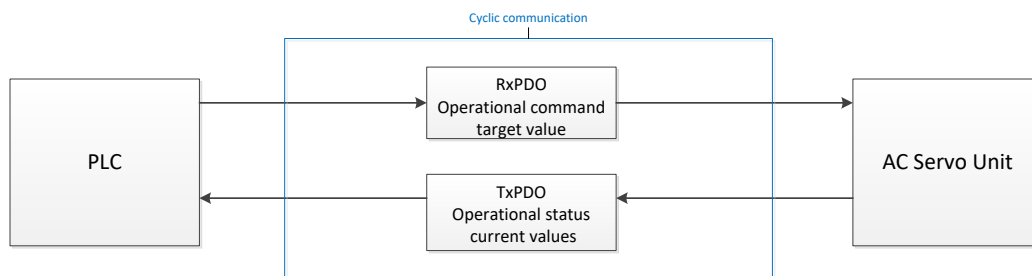 Cyclic communication
RxPDO
Operational command
target value
PLC
AC Servo Unit
TxPDO
Operational status
current values